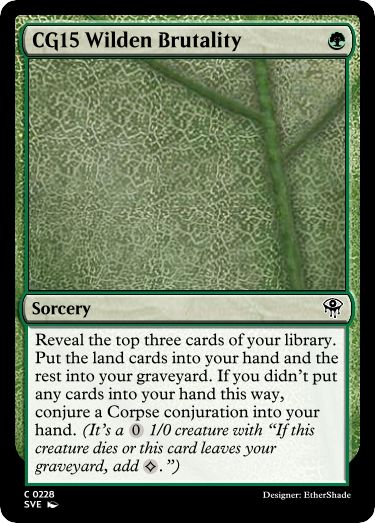 CG15 Wilden Brutality
Sorcery
Reveal the top three cards of your library.
Put the land cards into your hand and the
rest into your graveyard. If you didn't put
any cards into your hand this way,
conjure a Corpse conjuration into your
hand. (It's a 0 1/0 creature with “If this
creature dies or this card leaves your
graveyard, add .”)
C 0228
SVE
Designer: EtherShade